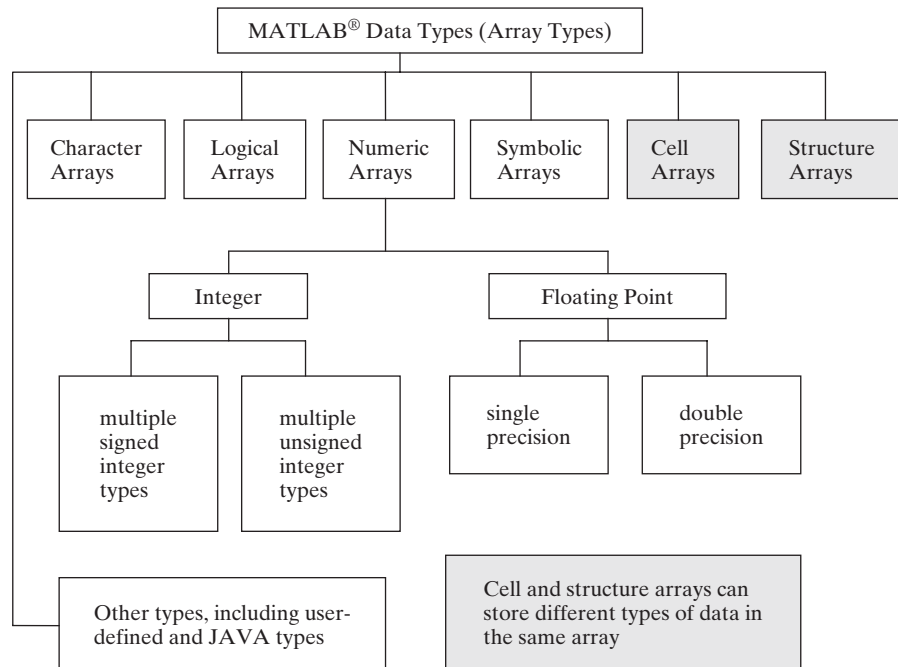 MATLAB® Data Types (Array Types)
Character
Arrays
Logical
Arrays
Numeric
Arrays
Symbolic
Arrays
Cell
Arrays
Structure
Arrays
Integer
Floating Point
multiple
signed
integer
types
multiple
unsigned
integer
types
single
precision
double
precision
Other types, including user-
defined and JAVA types
Cell and structure arrays can
store different types of data in
the same array